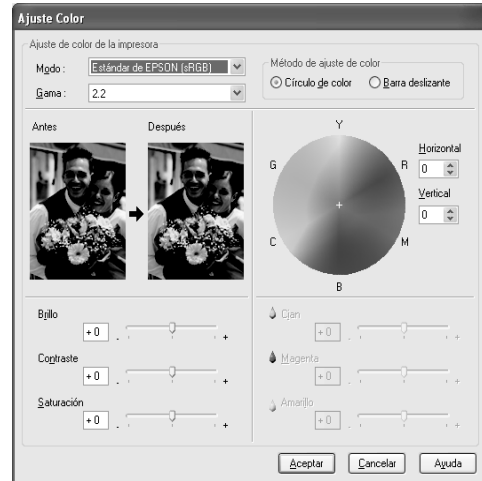 Ajuste Color
Ajuste de color de la impresora
Modo :
Estándar de EPSON (sRGB)
Gama :
2.2
Método de ajuste de color
Círculo de color
Barra deslizante
Antes
Después
Y
G
R
C
M
B
Horizontal
0
Vertical
0
Brillo
+ 0
- +
Contraste
+ 0
- +
Saturación
+ 0
- +
Cian
+ 0
- +
Magenta
+ 0
- +
Amarillo
+ 0
- +
Aceptar
Cancelar
Ayuda